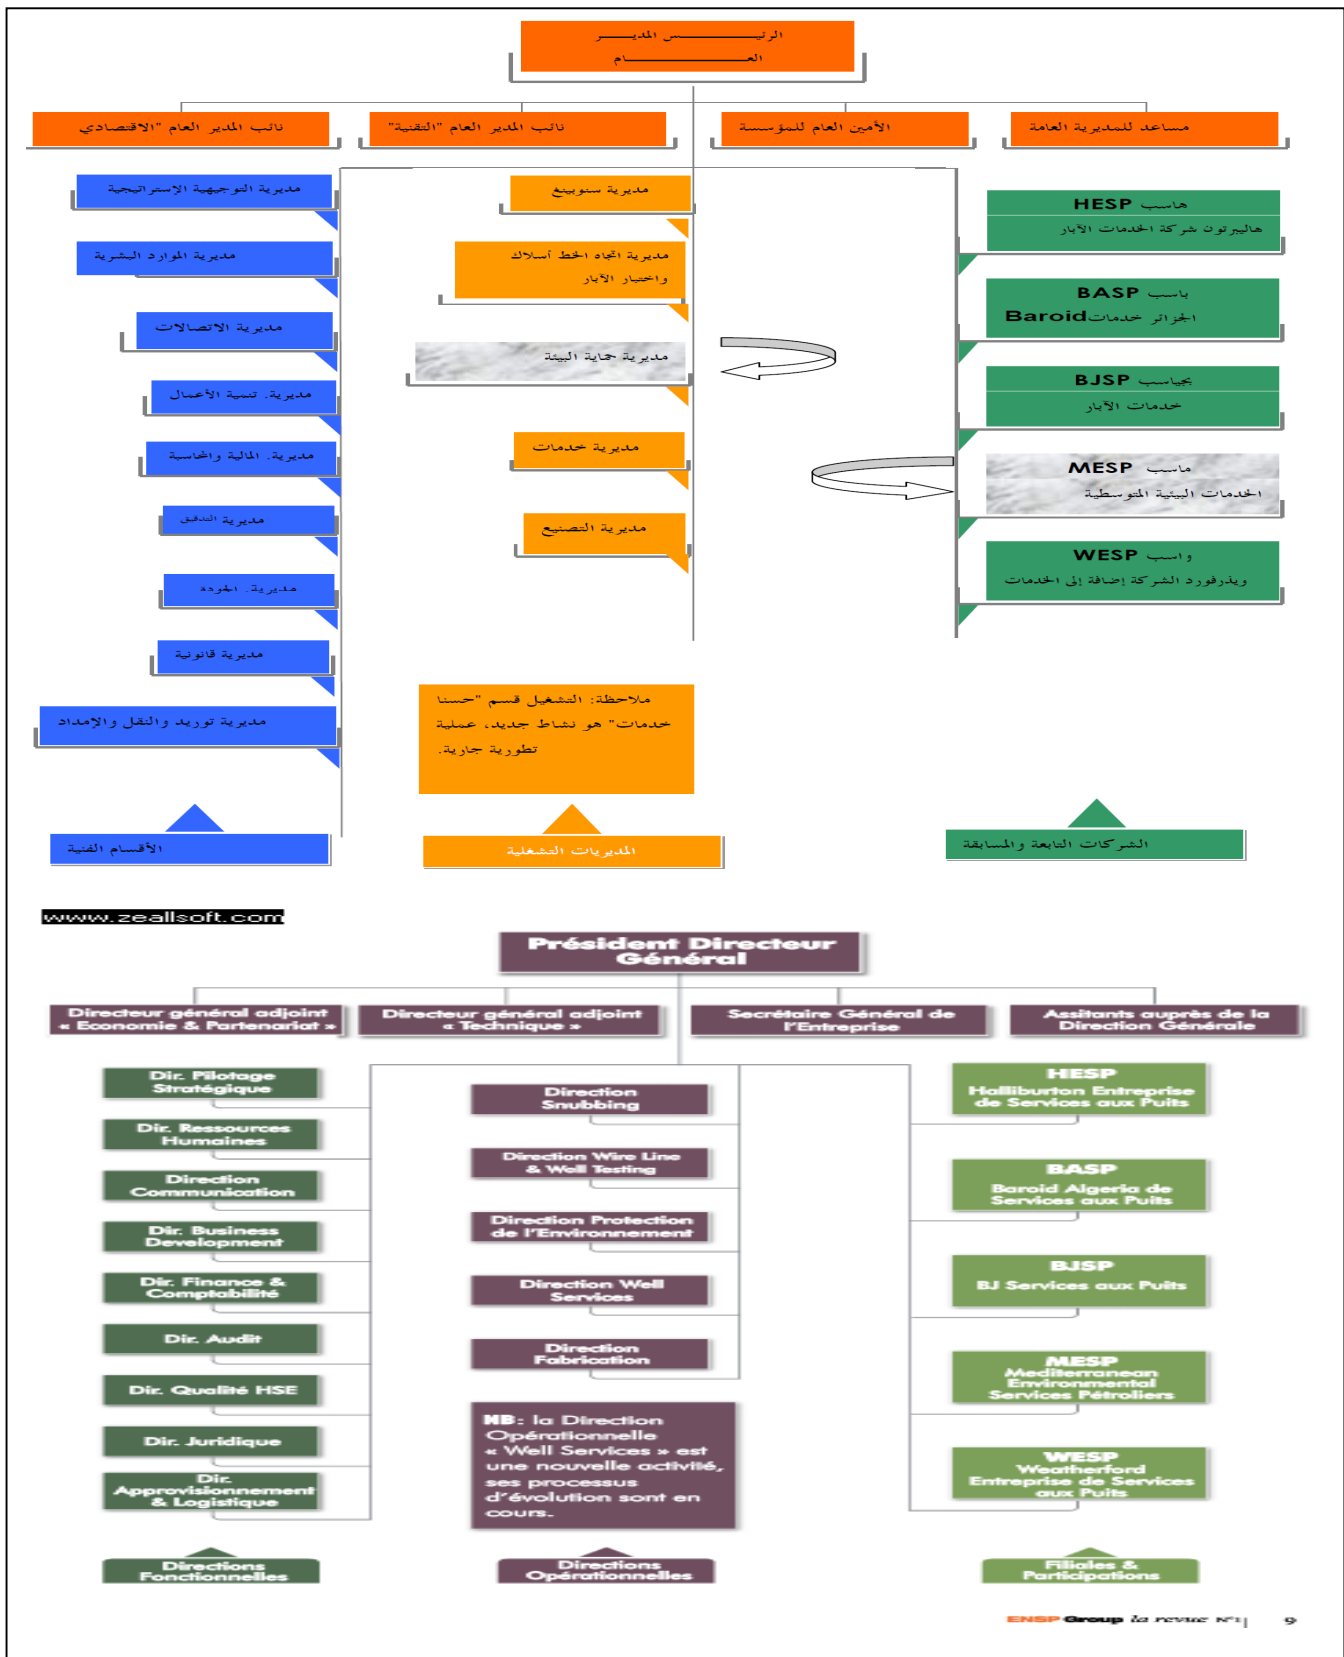 الرئيس المدير
العام
نائب المدير العام "الاقتصادي
نائب المدير العام "التقنية"
الأمين العام للمؤسسة
مساعد للمديرية العامة
مديرية التوجيهية الإستراتيجية
مديرية الموارد البشرية
مديرية الاتصالات
مديرية. تنمية الأعمال
مديرية. المالية والمحاسبة
مديرية التدقيق
مديرية. الجودة
مديرية قانونية
مديرية توريد والنقل والإمداد
الأقسام الفنية
مديرية سنوبينغ
مديرية اتجاه الخط أسلاك
واختبار الآبار
مديرية حماية البيئة
مديرية خدمات
مديرية التصنيع
ملاحظة: التشغيل قسم "حسنا
خدمات" هو نشاط جديد، عملية
تطورية جارية.
المديريات التشغلية
هاسب HESP
هاليبرتون شركة الخدمات الآبار
باسب BASP
الجزائر خدمات Baroid
بجياسب BJSP
خدمات الآبار
ماسب MESP
الخدمات البيئية المتوسطية
واسب WESP
ويذرفورد الشركة إضافة إلى الخدمات
الشركات التابعة والمسابقة
www.zeallsoft.com
Président Directeur
Général
Directeur général adjoint
« Economie & Partenariat »
Directeur général adjoint
« Technique »
Secrétaire Général de
l'Entreprise
Assitants auprès de la
Direction Générale
Dir. Pilotage
Stratégique
Dir. Ressources
Humaines
Direction
Communication
Dir. Business
Development
Dir. Finance &
Comptabilité
Dir. Audit
Dir. Qualité HSE
Dir. Juridique
Dir.
Approvisionnement
& Logistique
Directions
Fonctionnelles
Direction
Snubbing
Direction Wire Line
& Well Testing
Direction Protection
de l'Environnement
Direction Well
Services
Direction
Fabrication
NB: la Direction
Opérationnelle
« Well Services » est
une nouvelle activité,
ses processus
d'évolution sont en
cours.
Directions
Opérationnelles
HESP
Halliburton Entreprise
de Services aux Puits
BASP
Baroid Algeria de
Services aux Puits
BJSP
BJ Services aux Puits
MESP
Mediterranean
Environmental
Services Pétroliers
WESP
Weatherford
Entreprise de Services
aux Puits
Filiales &
Participations
ENSP Group la revue N°1 9